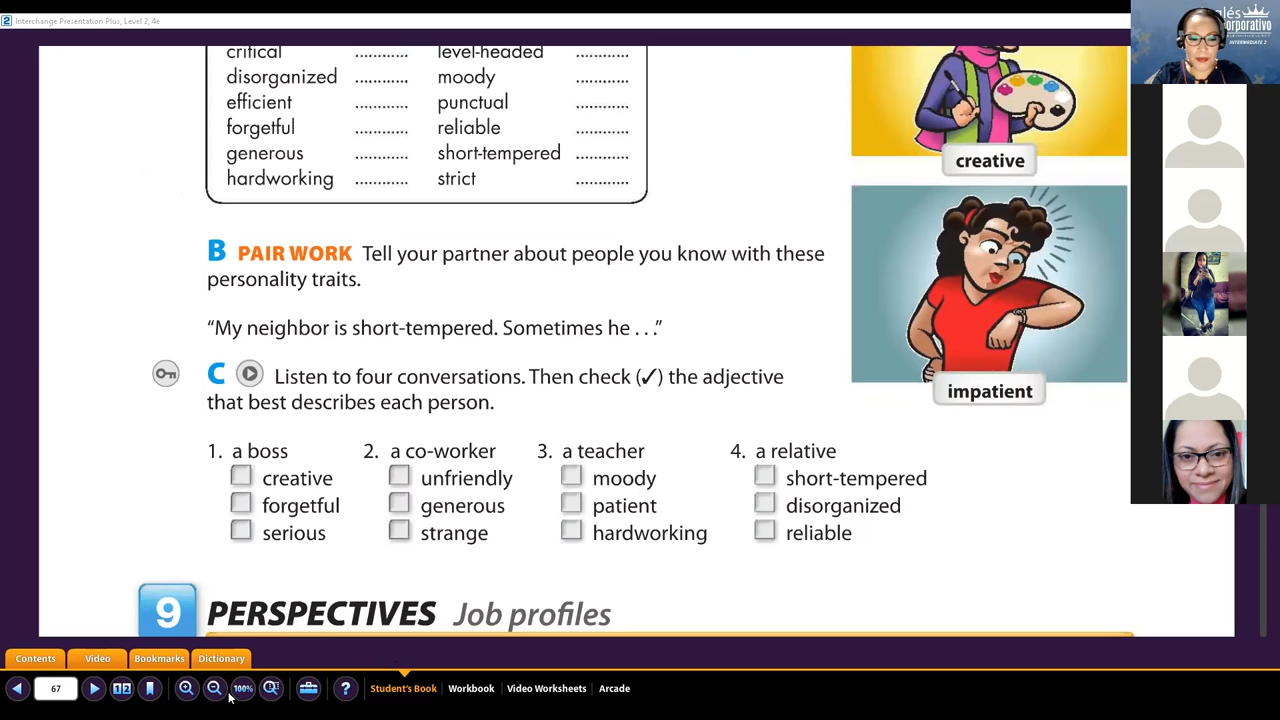 Interchange Presentation Plus, Level 2, 4e
critical ............ level-headed ............
disorganized ............ moody ............
efficient ............ punctual ............
forgetful ............ reliable ............
generous ............ short-tempered ............
hardworking ............ strict ............
creative
B PAIR WORK Tell your partner about people you know with these
personality traits.
“My neighbor is short-tempered. Sometimes he . . .”
C Listen to four conversations. Then check (✓) the adjective
that best describes each person.
impatient
1. a boss 2. a co-worker 3. a teacher 4. a relative
creative unfriendly moody short-tempered
forgetful generous patient disorganized
serious strange hardworking reliable
9 PERSPECTIVES Job profiles
Contents Video Bookmarks Dictionary
67 1 2 100% ? Student's Book Workbook Video Worksheets Arcade
INTERMEDIATE 2